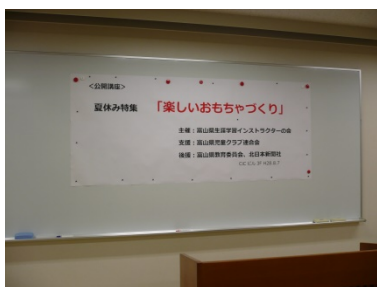 ＜公開講座＞
夏休み特集 「楽しいおもちゃづくり」
主催：富山県生涯学習インストラクターの会
支援：富山県児童クラブ連合会
後援：富山県教育委員会、北日本新聞社